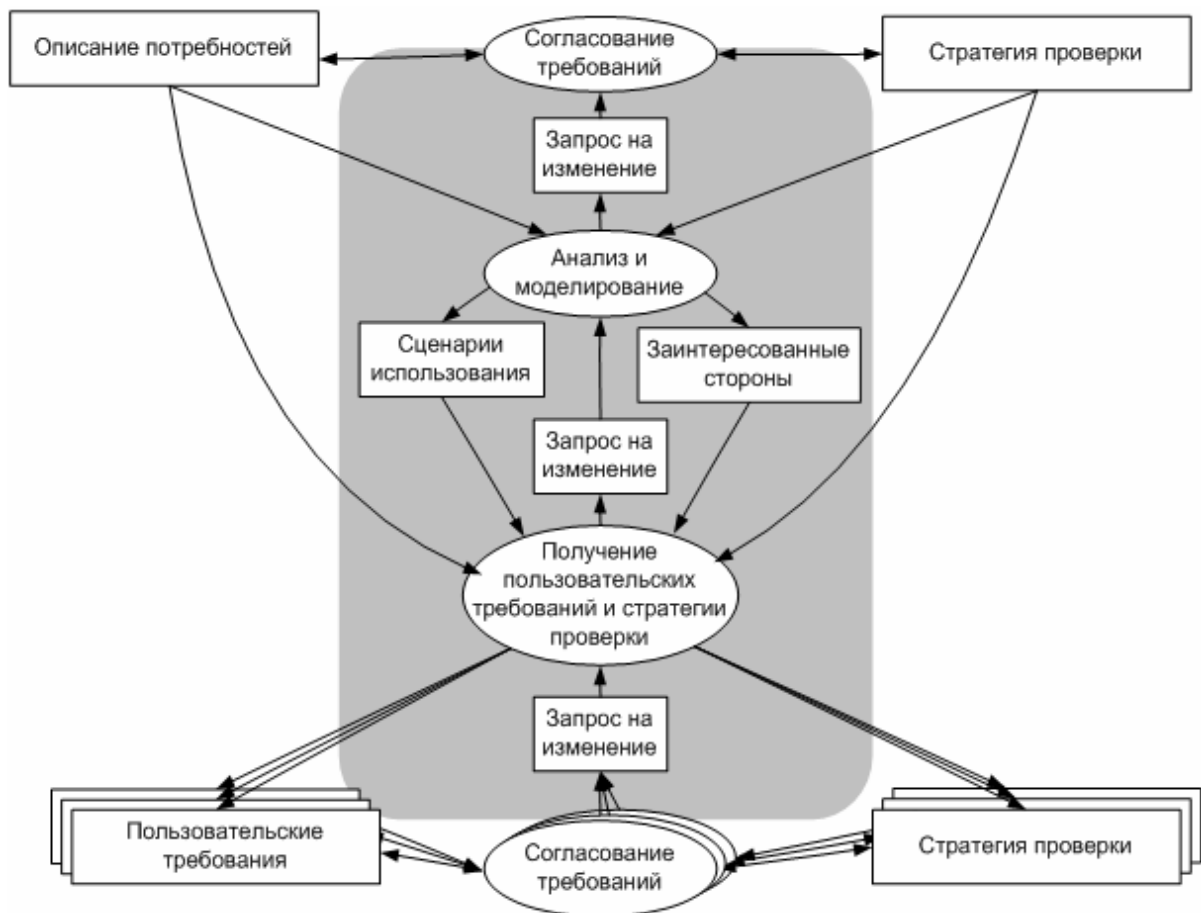 Описание потребностей
Согласование
требований
Стратегия проверки
Запрос на
изменение
Анализ и
моделирование
Сценарии
использования
Заинтересованные
стороны
Запрос на
изменение
Получение
пользовательских
требований и стратегии
проверки
Запрос на
изменение
Пользовательские
требования
Согласование
требований
Стратегия проверки